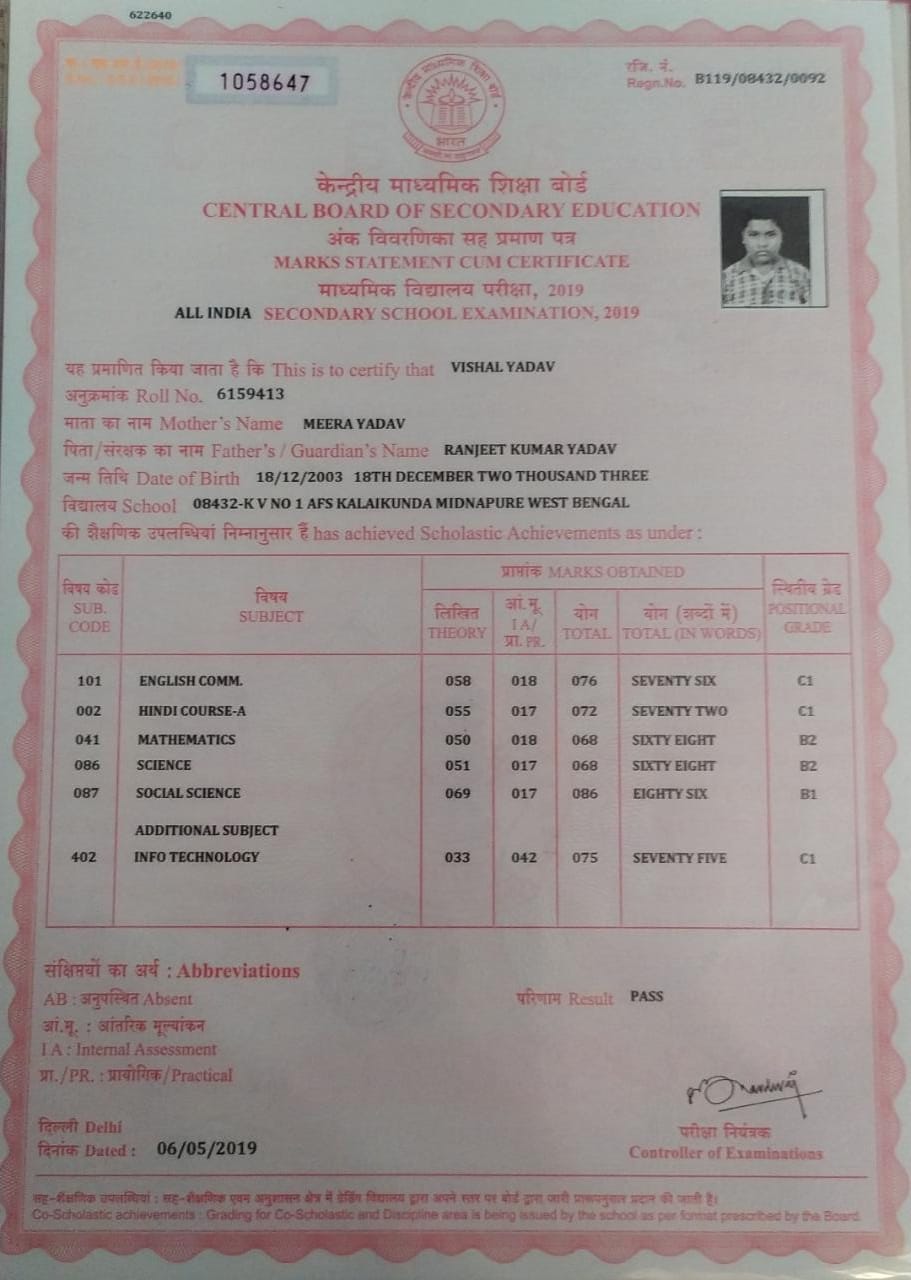 622640
1058647
रजि. नं.
Regn.No. B119/08432/0092
भारत
केन्द्रीय माध्यमिक शिक्षा बोर्ड
CENTRAL BOARD OF SECONDARY EDUCATION
अंक विवरणिका सह प्रमाण पत्र
MARKS STATEMENT CUM CERTIFICATE
माध्यमिक विद्यालय परीक्षा, 2019
ALL INDIA SECONDARY SCHOOL EXAMINATION, 2019
यह प्रमाणित किया जाता है कि This is to certify that VISHAL YADAV
अनुक्रमांक Roll No. 6159413
माता का नाम Mother's Name MEERA YADAV
पिता/संरक्षक का नाम Father's / Guardian's Name RANJEET KUMAR YADAV
जन्म तिथि Date of Birth 18/12/2003 18TH DECEMBER TWO THOUSAND THREE
विद्यालय School 08432-K V NO 1 AFS KALAIKUNDA MIDNAPURE WEST BENGAL
की शैक्षणिक उपलब्धियां निम्नानुसार हैं has achieved Scholastic Achievements as under :
विषय कोड SUB. CODE
विषय SUBJECT
प्राप्तांक MARKS OBTAINED
लिखित THEORY
आं.मू. I A/ प्रा. PR.
योग TOTAL
योग (शब्दों में) TOTAL (IN WORDS)
स्थितीय ग्रेड POSITIONAL GRADE
101 ENGLISH COMM. 058 018 076 SEVENTY SIX C1
002 HINDI COURSE-A 055 017 072 SEVENTY TWO C1
041 MATHEMATICS 050 018 068 SIXTY EIGHT B2
086 SCIENCE 051 017 068 SIXTY EIGHT B2
087 SOCIAL SCIENCE 069 017 086 EIGHTY SIX B1
ADDITIONAL SUBJECT
402 INFO TECHNOLOGY 033 042 075 SEVENTY FIVE C1
संक्षिप्तियों का अर्थ : Abbreviations
AB : अनुपस्थित Absent
परिणाम Result PASS
आं.मू. : आंतरिक मूल्यांकन
I A : Internal Assessment
प्रा./PR. : प्रायोगिक/Practical
दिल्ली Delhi
दिनांक Dated : 06/05/2019
परीक्षा नियंत्रक
Controller of Examinations
सह-शैक्षणिक उपलब्धियां : सह-शैक्षणिक एवम अनुशासन क्षेत्र में ग्रेडिंग विद्यालय द्वारा अपने स्तर पर बोर्ड द्वारा जारी प्रारूपनुसार प्रदान की जाती है।
Co-Scholastic achievements : Grading for Co-Scholastic and Discipline area is being issued by the school as per format prescribed by the Board.